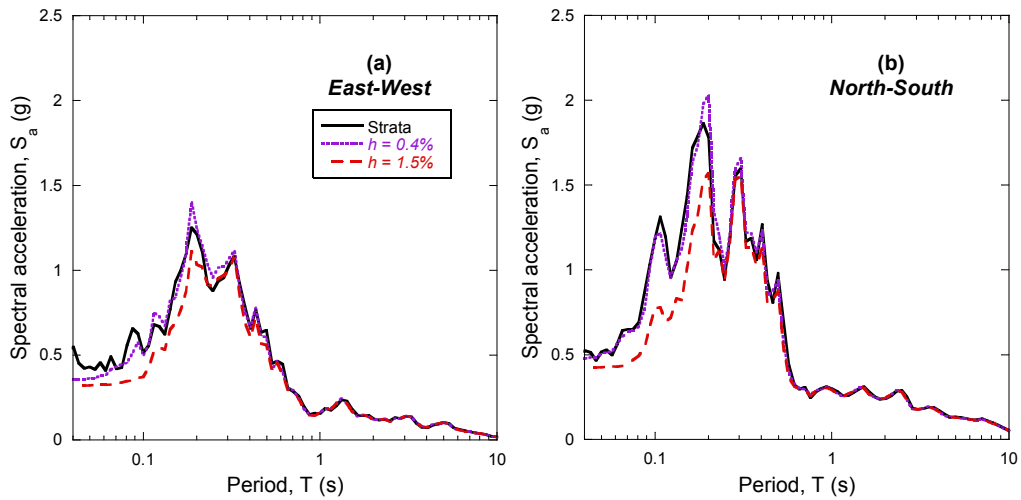 2.5
2
1.5
1
0.5
0
Spectral acceleration, S_a (g)
(a)
East-West
Strata
h = 0.4%
h = 1.5%
0.1
1
10
Period, T (s)
2.5
2
1.5
1
0.5
0
Spectral acceleration, S_a (g)
(b)
North-South
0.1
1
10
Period, T (s)